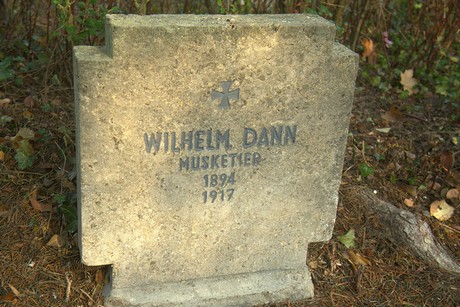 WILHELM DANN
MUSKETIER
1894
1917